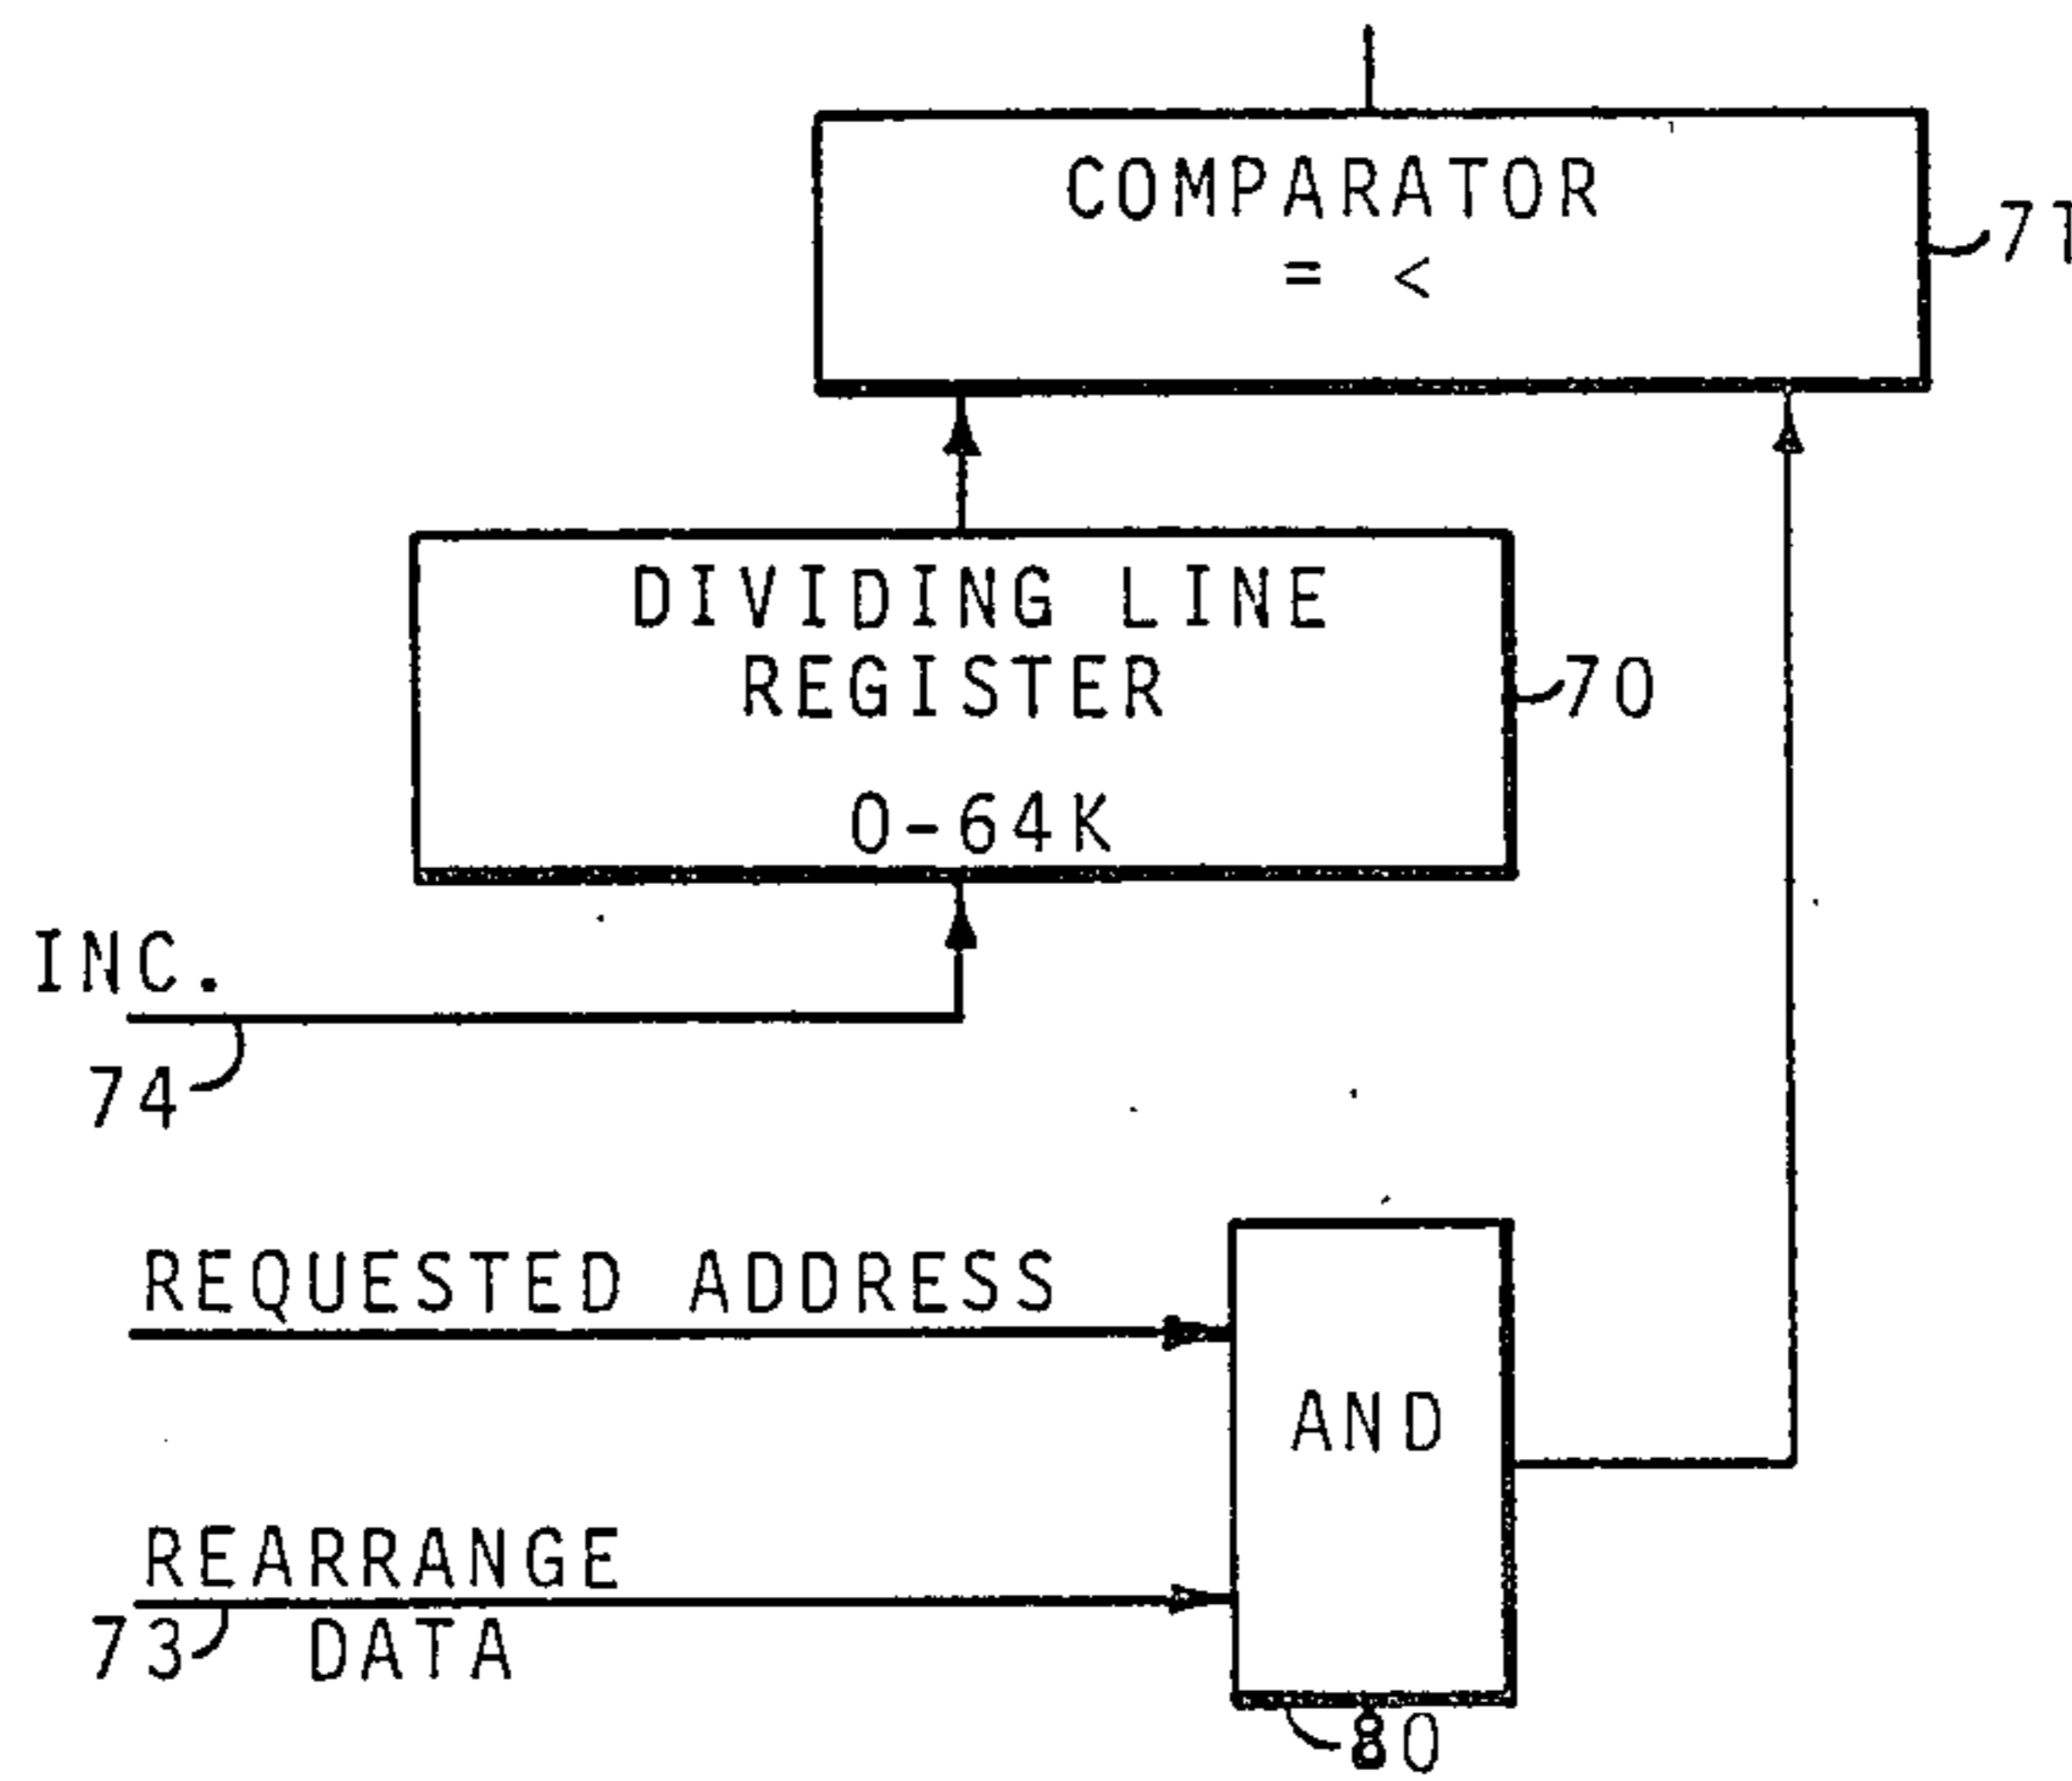 COMPARATOR
= <
71
DIVIDING LINE
REGISTER
70
0-64K
INC.
74
REQUESTED ADDRESS
AND
REARRANGE
73 DATA
80